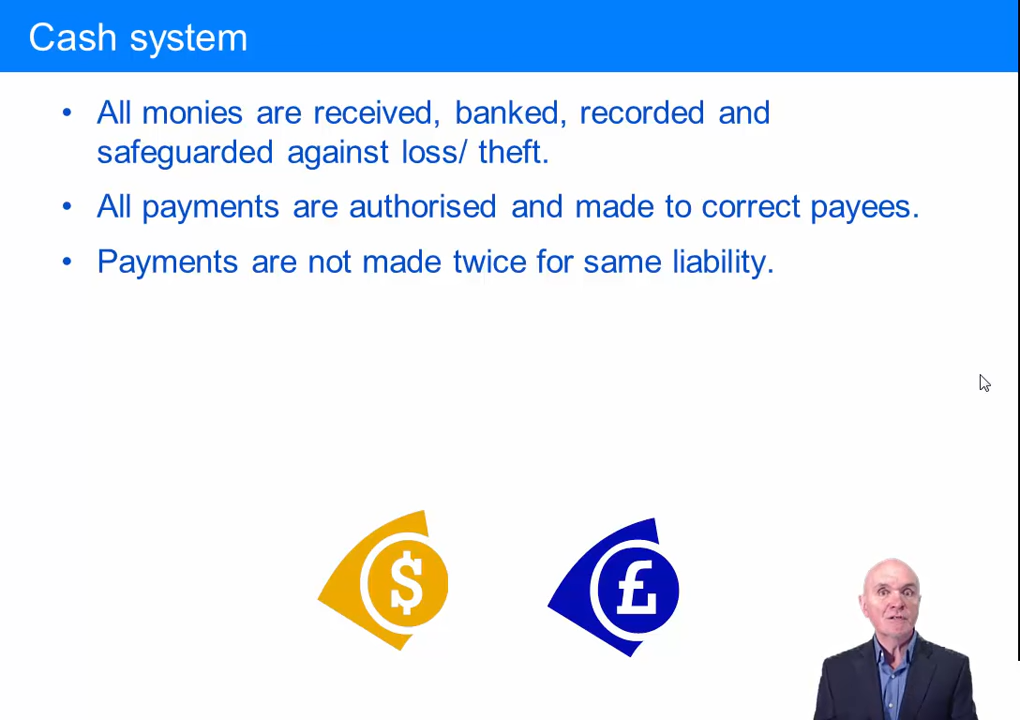 Cash system
• All monies are received, banked, recorded and
safeguarded against loss/ theft.
• All payments are authorised and made to correct payees.
• Payments are not made twice for same liability.
$ £